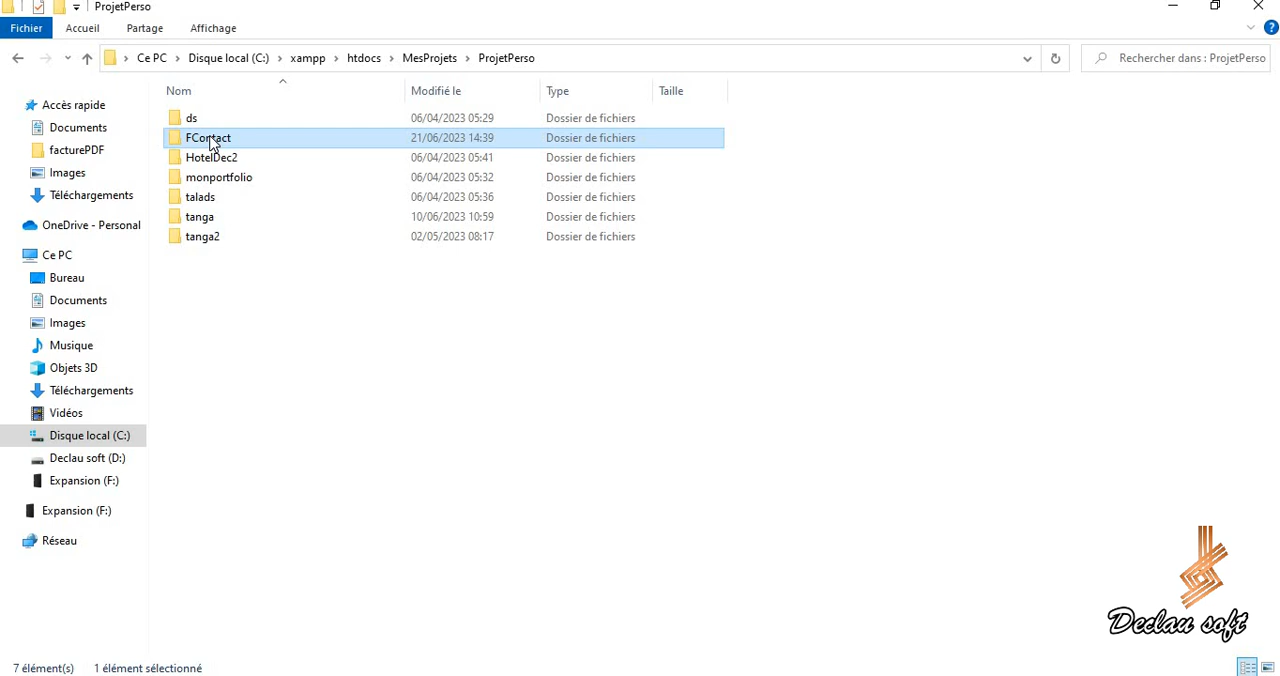 ProjetPerso
Fichier Accueil Partage Affichage
Ce PC Disque local (C:) xampp htdocs MesProjets ProjetPerso Rechercher dans : ProjetPerso
Nom Modifié le Type Taille
Accès rapide
Documents
facturePDF
Images
Téléchargements
OneDrive - Personal
Ce PC
Bureau
Documents
Images
Musique
Objets 3D
Téléchargements
Vidéos
Disque local (C:)
Declau soft (D:)
Expansion (F:)
Expansion (F:)
Réseau
ds 06/04/2023 05:29 Dossier de fichiers
FContact 21/06/2023 14:39 Dossier de fichiers
HotelDec2 06/04/2023 05:41 Dossier de fichiers
monportfolio 06/04/2023 05:32 Dossier de fichiers
talads 06/04/2023 05:36 Dossier de fichiers
tanga 10/06/2023 10:59 Dossier de fichiers
tanga2 02/05/2023 08:17 Dossier de fichiers
Declau soft
7 élément(s) 1 élément sélectionné